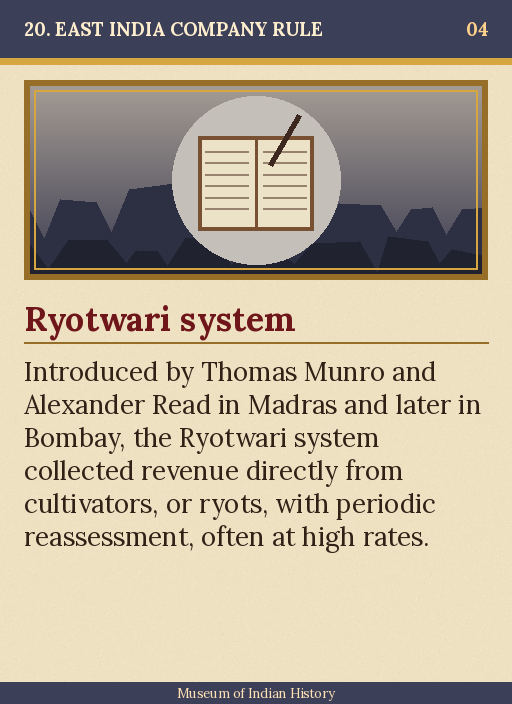 20. EAST INDIA COMPANY RULE 04
Ryotwari system
Introduced by Thomas Munro and
Alexander Read in Madras and later in
Bombay, the Ryotwari system
collected revenue directly from
cultivators, or ryots, with periodic
reassessment, often at high rates.
Museum of Indian History